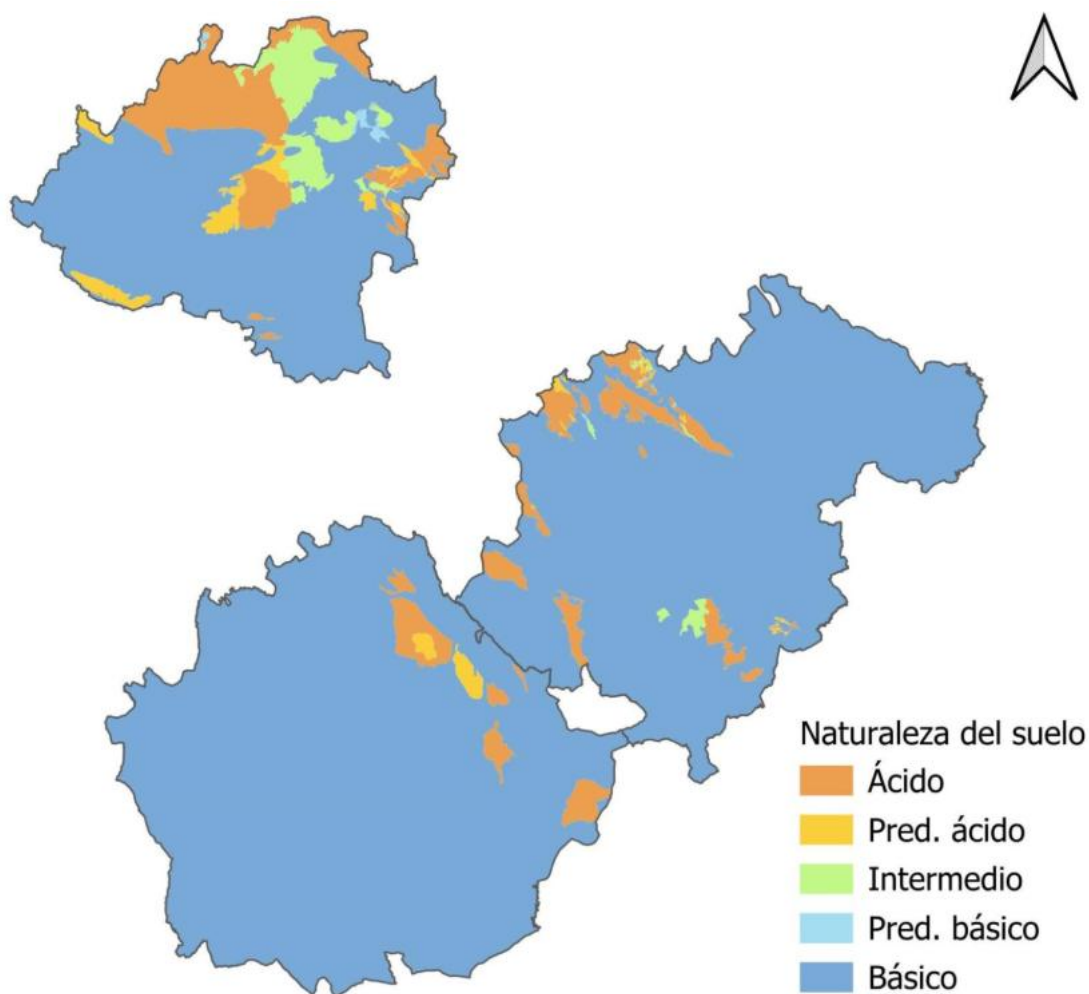 Naturaleza del suelo
Ácido
Pred. ácido
Intermedio
Pred. básico
Básico